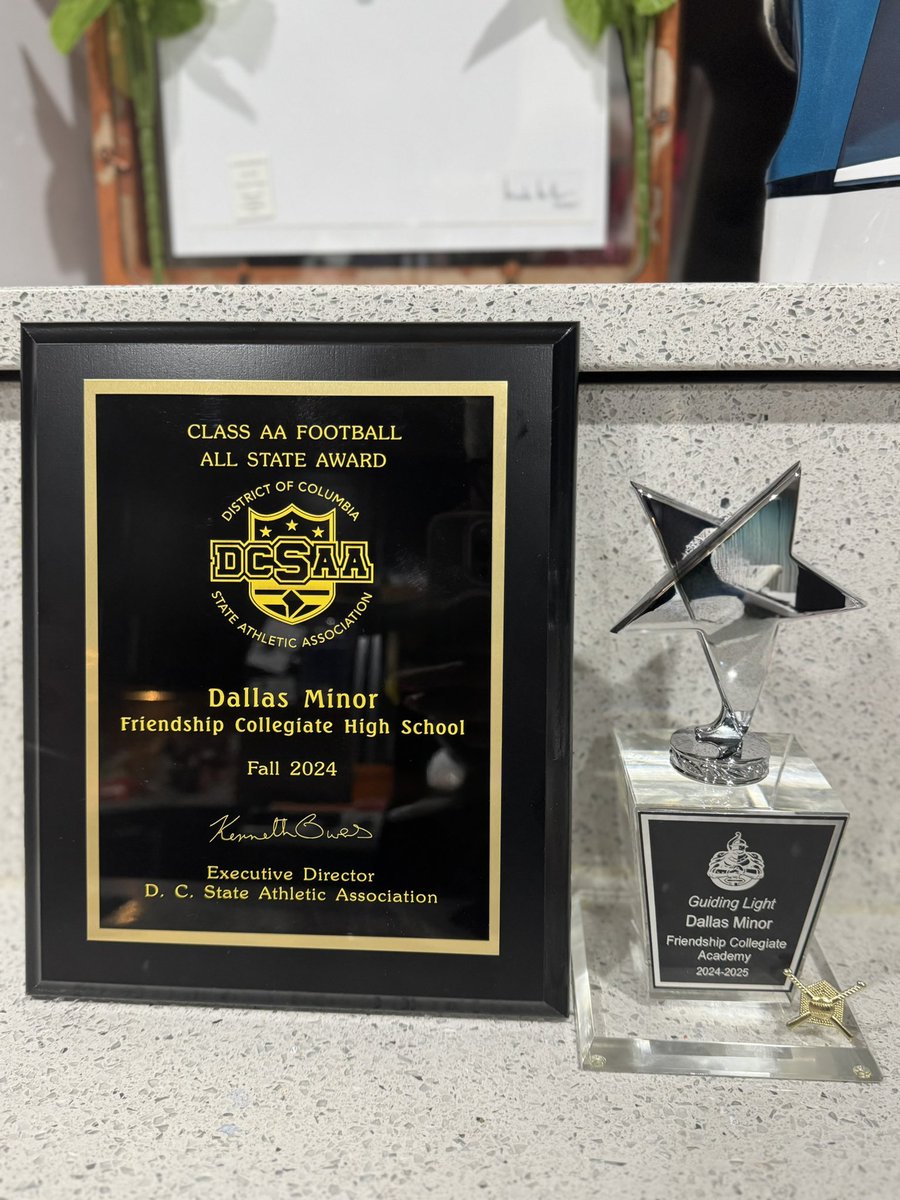 CLASS AA FOOTBALL
ALL STATE AWARD
DISTRICT OF COLUMBIA
DCSAA
STATE ATHLETIC ASSOCIATION
Dallas Minor
Friendship Collegiate High School
Fall 2024
Executive Director
D. C. State Athletic Association
Guiding Light
Dallas Minor
Friendship Collegiate
Academy
2024-2025